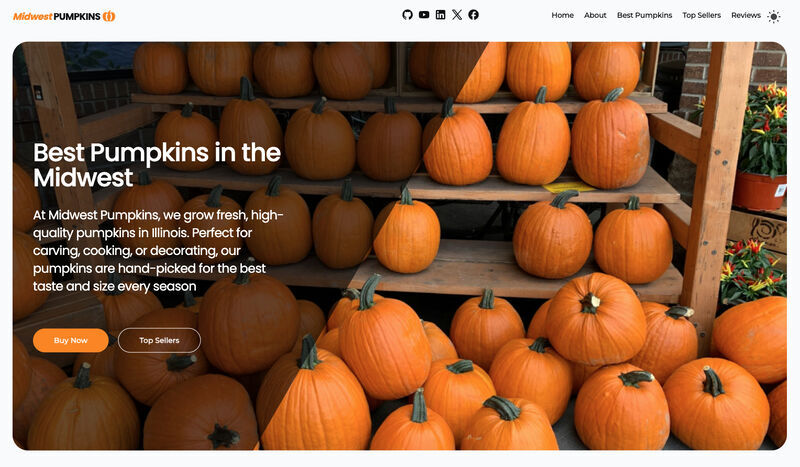 Midwest PUMPKINS
Home About Best Pumpkins Top Sellers Reviews
Best Pumpkins in the
Midwest
At Midwest Pumpkins, we grow fresh, high-
quality pumpkins in Illinois. Perfect for
carving, cooking, or decorating, our
pumpkins are hand-picked for the best
taste and size every season
Buy Now Top Sellers